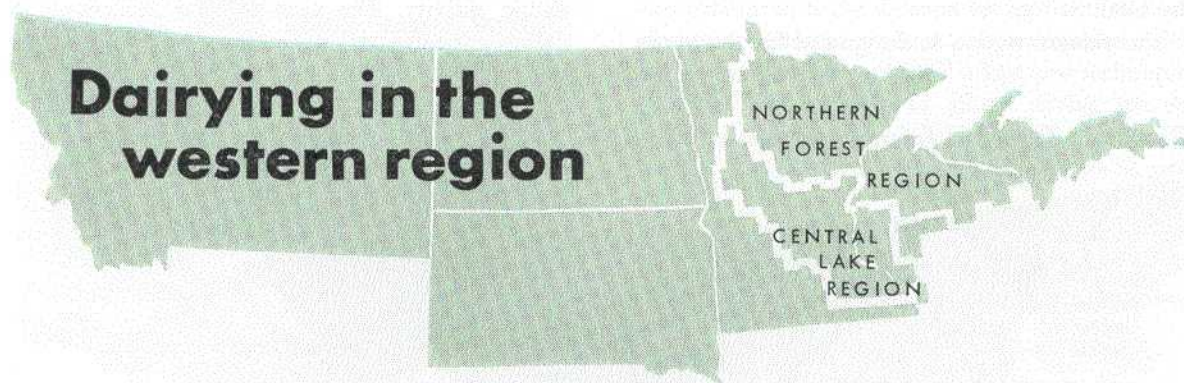 Dairying in the
western region
NORTHERN
FOREST
REGION
CENTRAL
LAKE
REGION